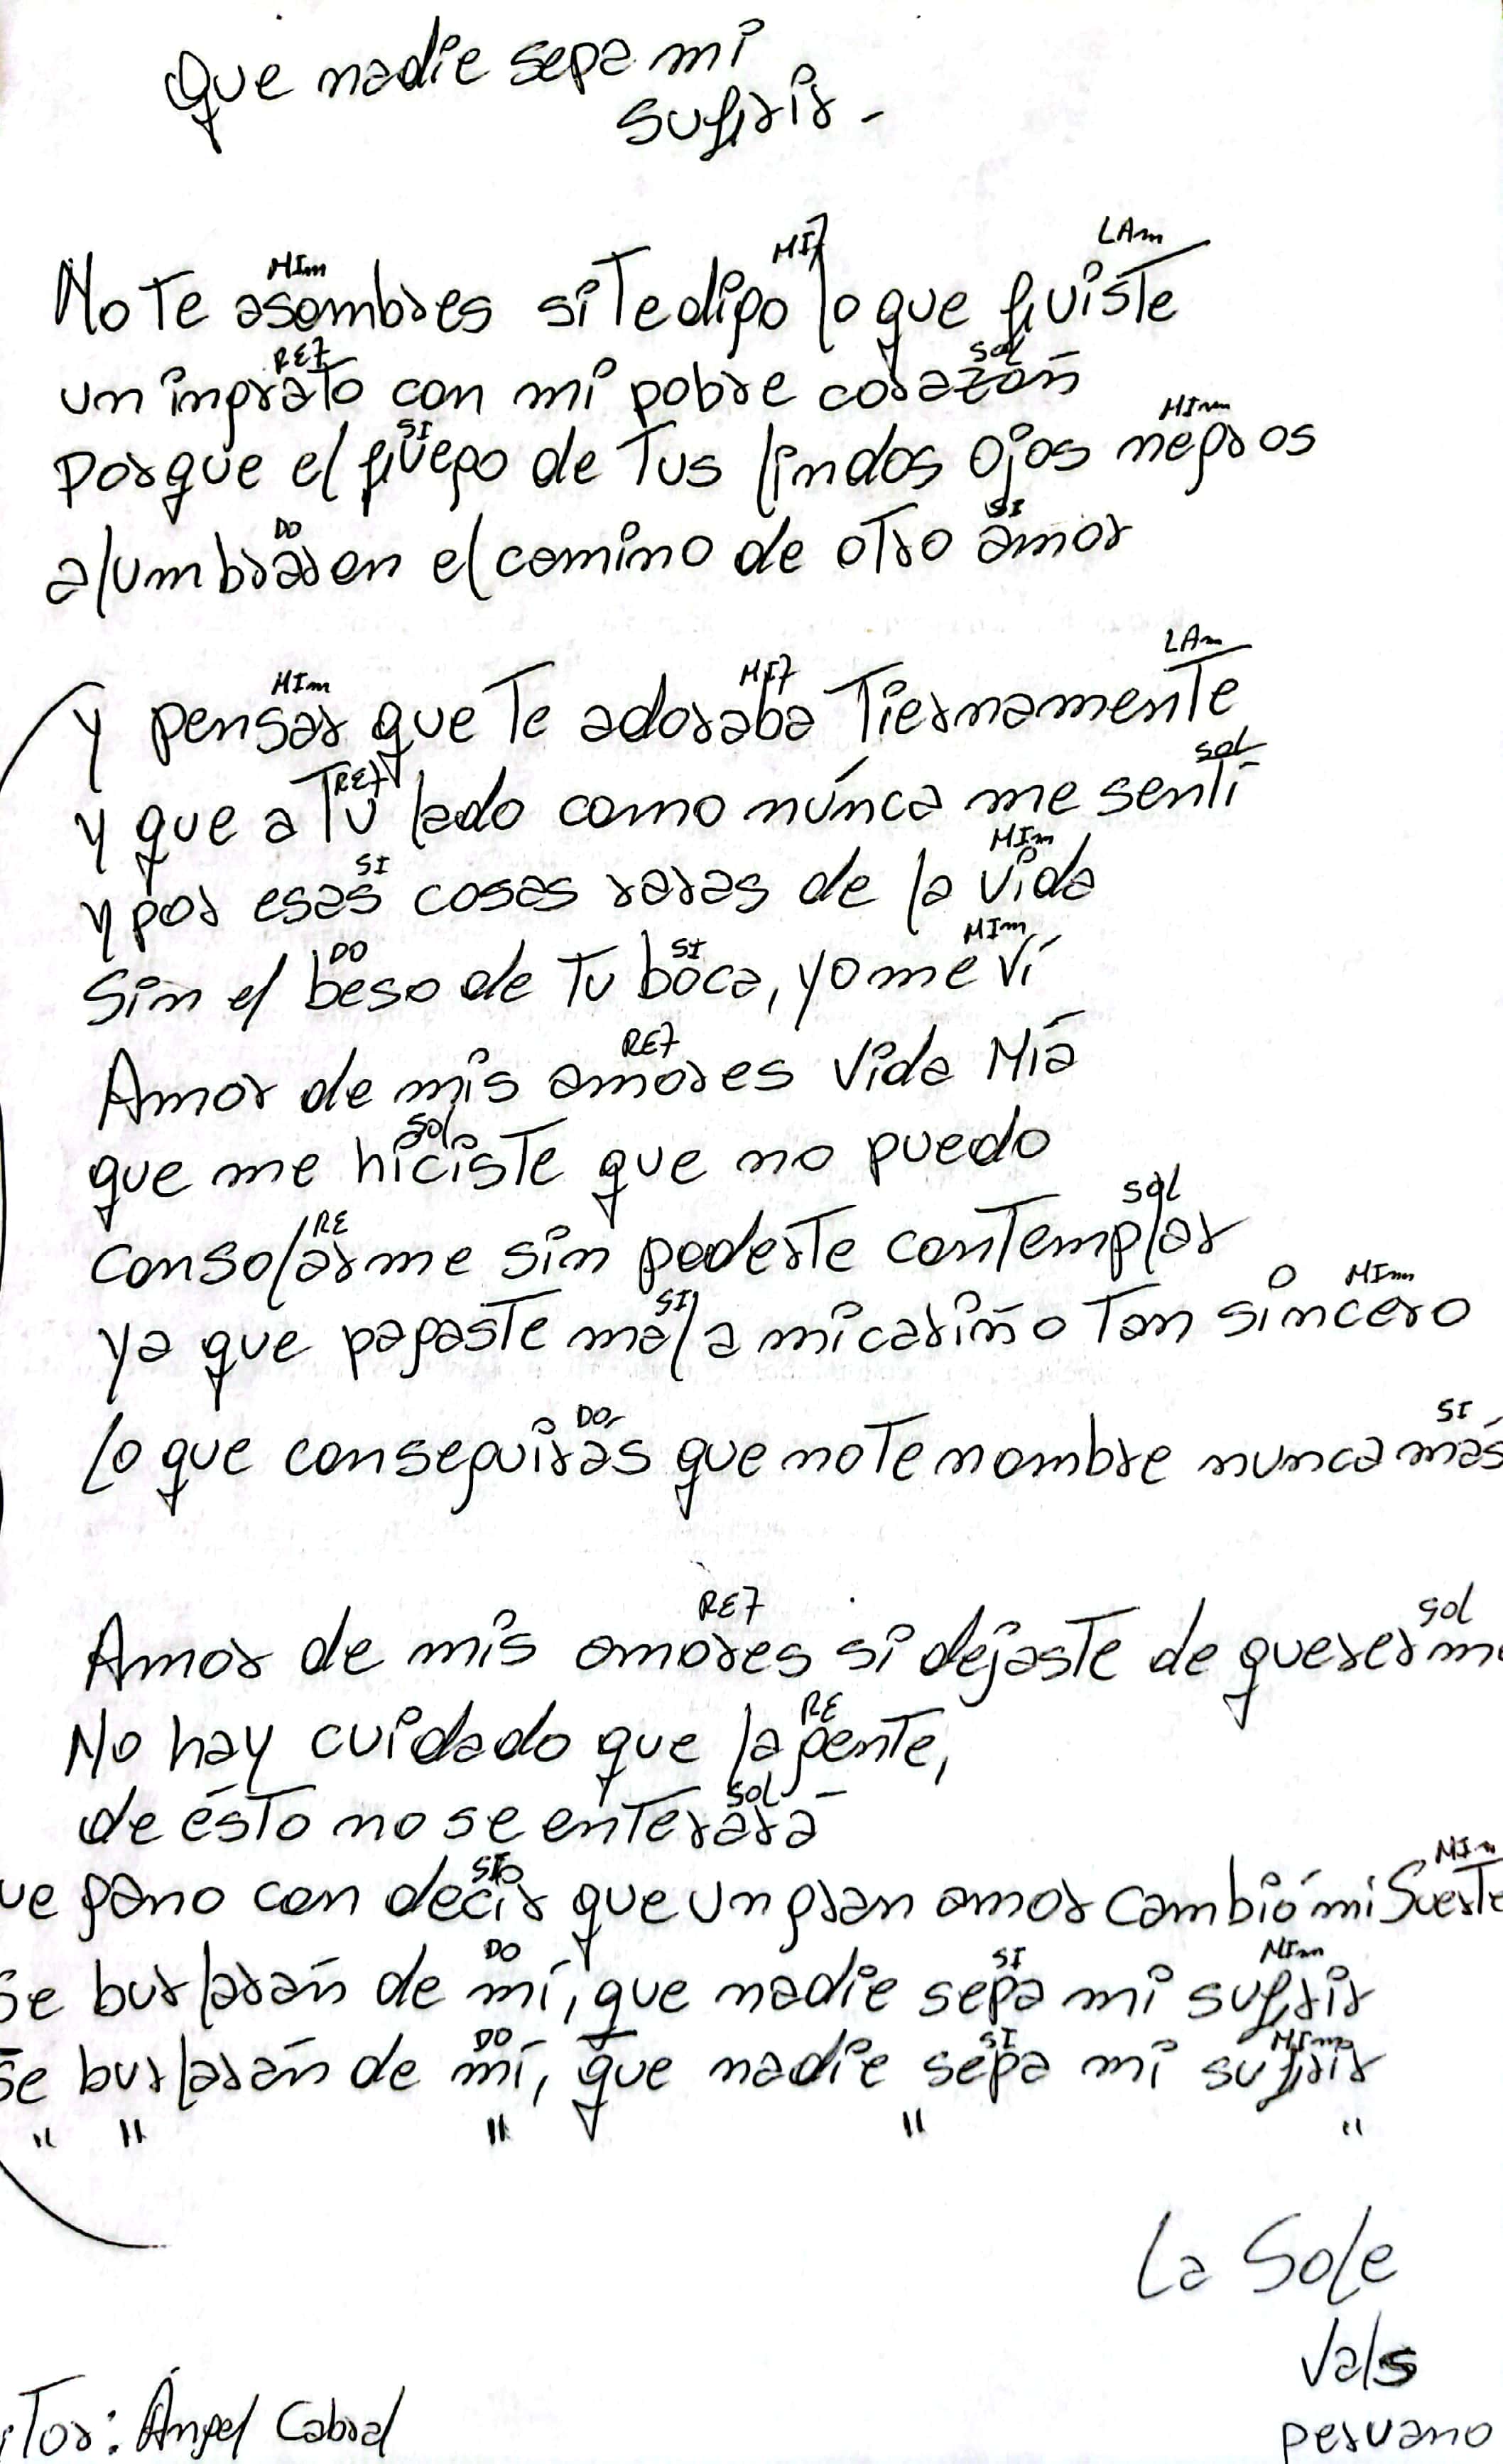 Que nadie sepa mi
sufrir -
MIm MI7 LAm
No te asombres si te digo lo que fuiste
RE7 SOL
un ingrato con mi pobre corazón
SI MIm
porque el fuego de tus lindos ojos negros
DO SI
alumbraron el camino de otro amor
MIm MI7 LAm
y pensar que te adoraba tiernamente
RE7 SOL
y que a tu lado como núnca me sentí
SI MIm
y por esas cosas raras de la vida
DO SI MIm
Sin el beso de tu boca, yo me ví
RE7
Amor de mis amores vida Mía
SOL
que me hiciste que no puedo
RE SOL
consolarme sin poderte contemplar
SI MIm
ya que pagaste mal a mi cariño tan sincero
DO SI
Lo que conseguirás que no te nombre nunca más
RE7 SOL
Amor de mis amores si dejaste de quererme
RE
No hay cuidado que la gente,
SOL
de ésto no se enterará
SI MIm
ue gano con decir que un gran amor cambió mi Suerte
DO SI MIm
Se burlarán de mí, que nadie sepa mi sufrir
DO SI MIm
Se burlarán de mí, que nadie sepa mi sufrir
" " " " "
La Sole
Vals
peruano
itor: Ángel Cabral